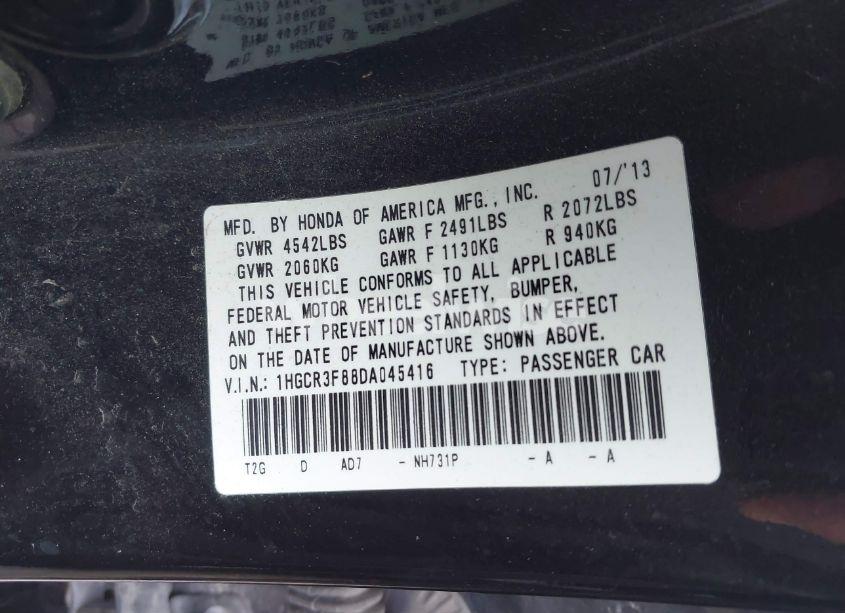 MFD. BY HONDA OF AMERICA MFG., INC. 07/'13
GVWR 4542LBS GAWR F 2491LBS R 2072LBS
GVWR 2060KG GAWR F 1130KG R 940KG
THIS VEHICLE CONFORMS TO ALL APPLICABLE
FEDERAL MOTOR VEHICLE SAFETY, BUMPER,
AND THEFT PREVENTION STANDARDS IN EFFECT
ON THE DATE OF MANUFACTURE SHOWN ABOVE.
V.I.N.: 1HGCR3F88DA045416 TYPE: PASSENGER CAR
T2G D AD7 - NH731P - A - A